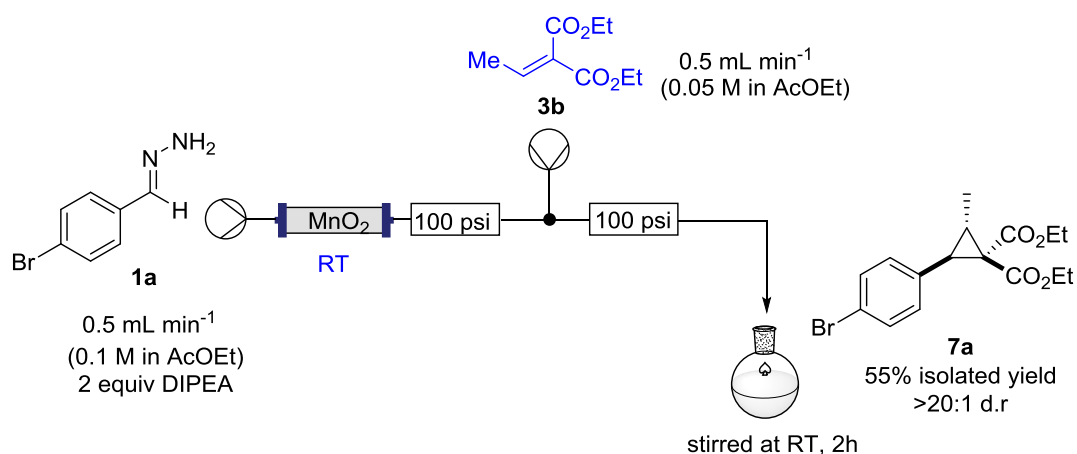 CO2Et
Me
CO2Et
3b
0.5 mL min-1
(0.05 M in AcOEt)
NH2
N
H
Br
1a
0.5 mL min-1
(0.1 M in AcOEt)
2 equiv DIPEA
MnO2
RT
100 psi
100 psi
stirred at RT, 2h
CO2Et
CO2Et
Br
7a
55% isolated yield
>20:1 d.r